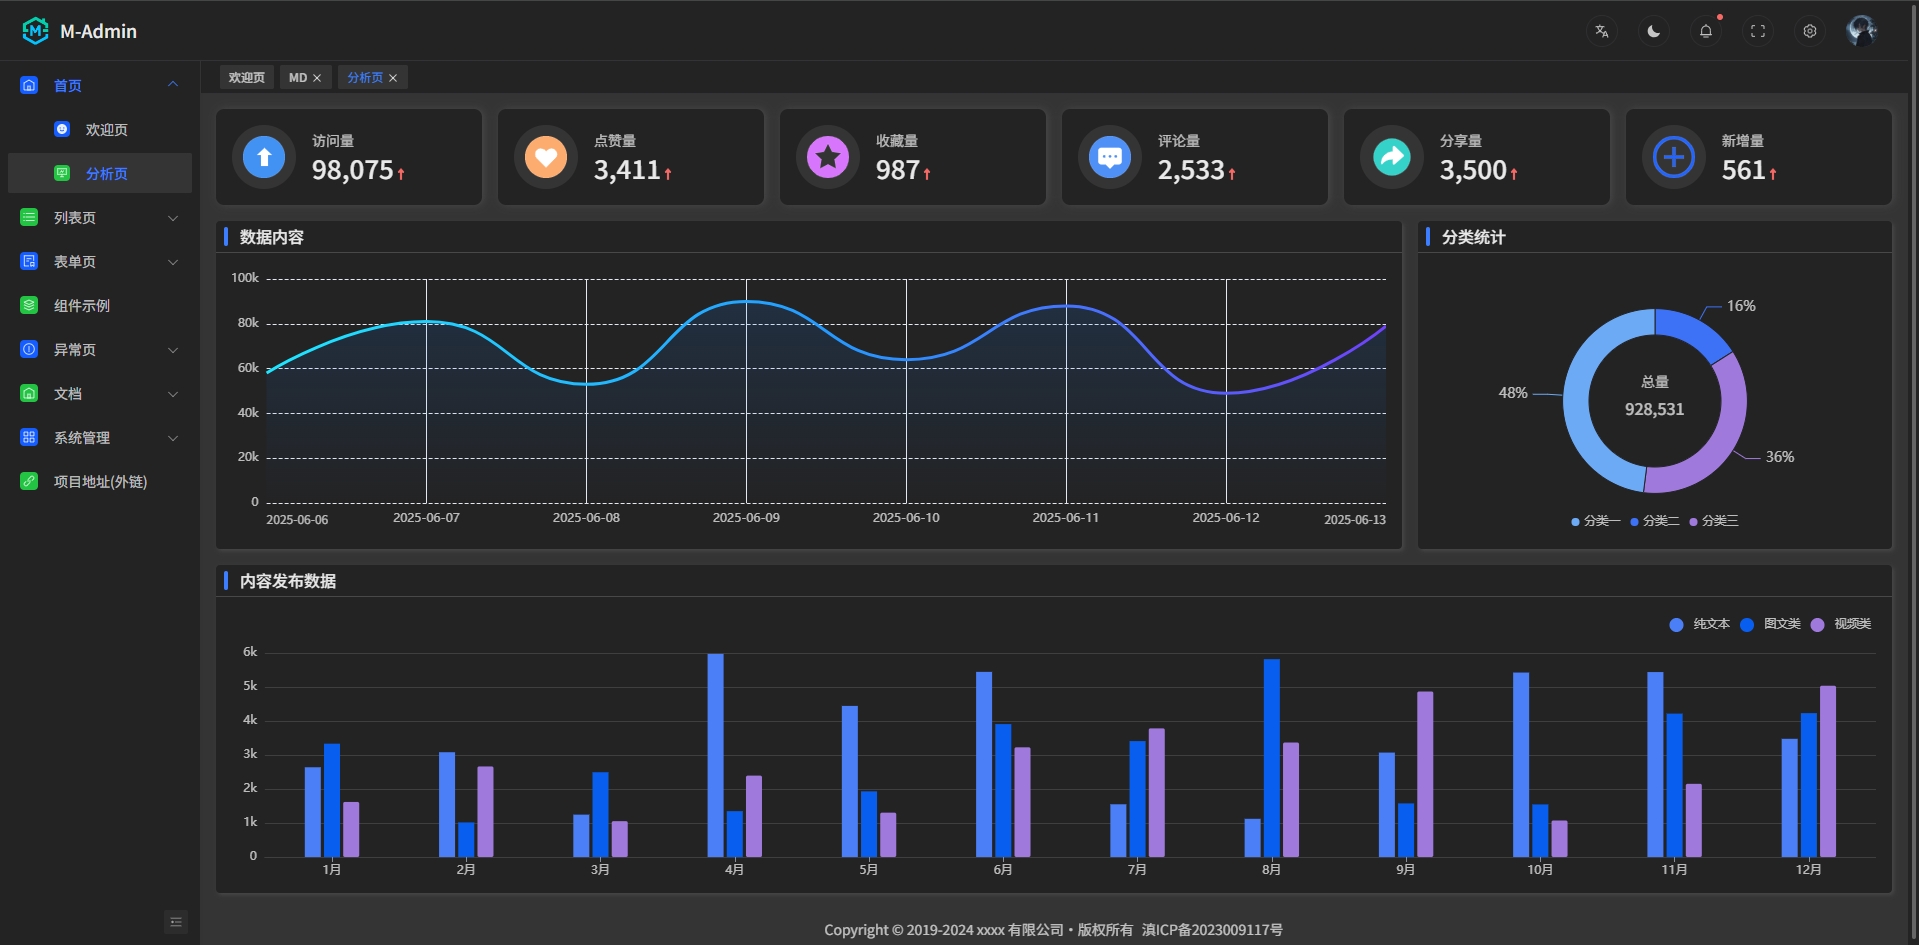 M-Admin
首页
欢迎页
分析页
列表页
表单页
组件示例
异常页
文档
系统管理
项目地址(外链)
欢迎页 MD 分析页
访问量
98,075
点赞量
3,411
收藏量
987
评论量
2,533
分享量
3,500
新增量
561
数据内容
100k
80k
60k
40k
20k
0
2025-06-06 2025-06-07 2025-06-08 2025-06-09 2025-06-10 2025-06-11 2025-06-12 2025-06-13
分类统计
16%
48%
36%
总量
928,531
分类一 分类二 分类三
内容发布数据
纯文本 图文类 视频类
6k
5k
4k
3k
2k
1k
0
1月 2月 3月 4月 5月 6月 7月 8月 9月 10月 11月 12月
Copyright © 2019-2024 xxxx 有限公司・版权所有 滇ICP备2023009117号